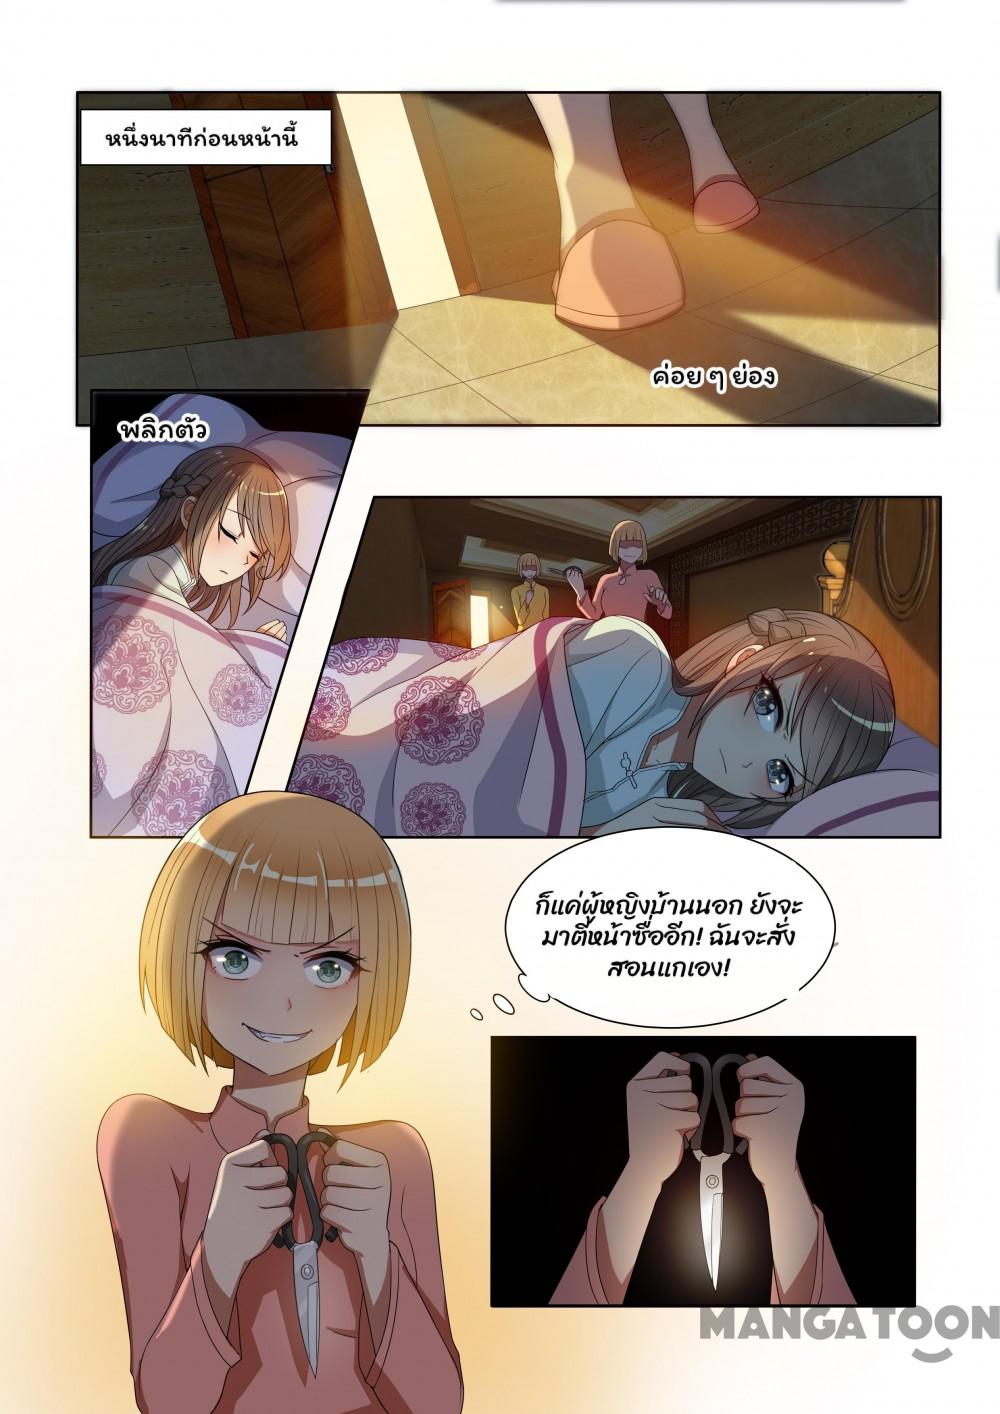 หนึ่งนาทีก่อนหน้านี้
ค่อย ๆ ย่อง
พลิกตัว
ก็แค่ผู้หญิงบ้านนอก ยังจะ
มาตีหน้าซื่ออีก! ฉันจะสั่ง
สอนแกเอง!
MANGA TOON